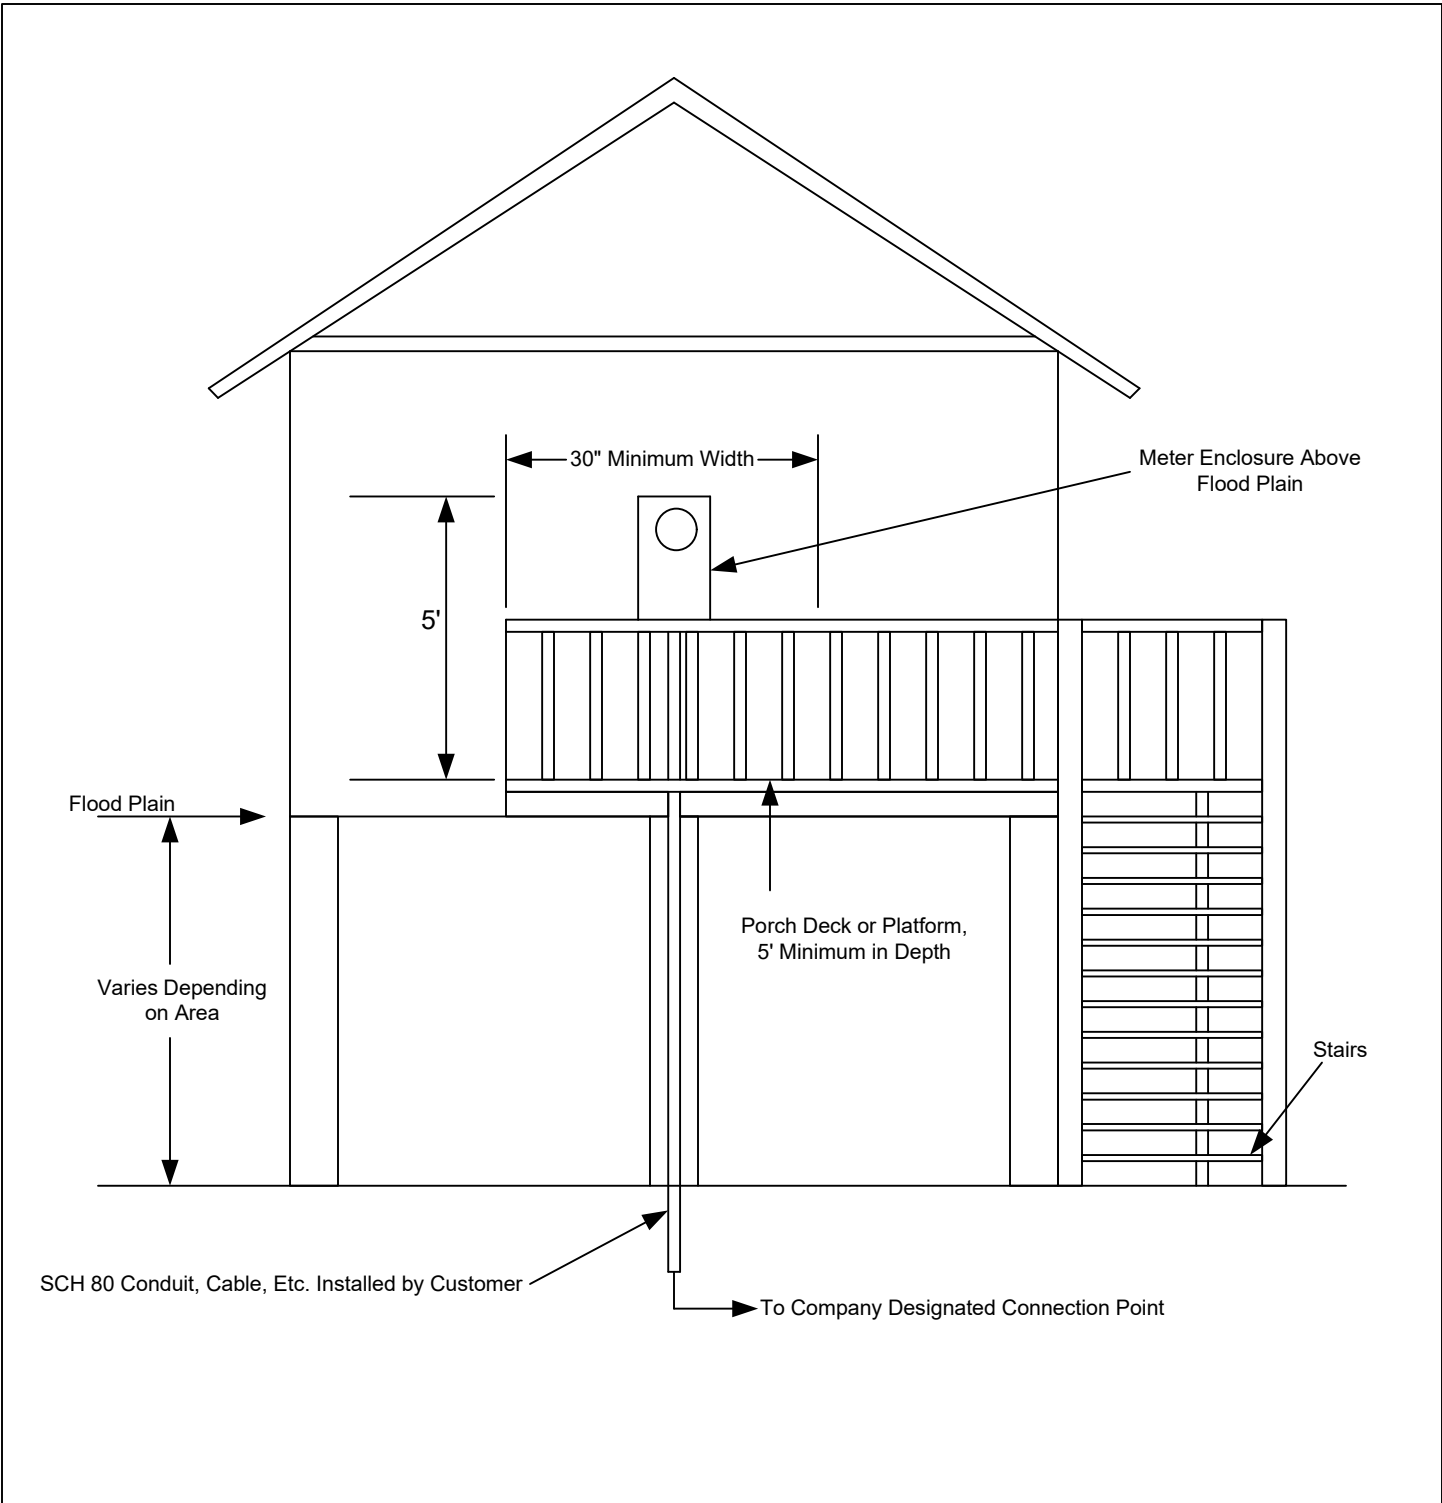 30" Minimum Width
Meter Enclosure Above
Flood Plain
5'
Flood Plain
Porch Deck or Platform,
5' Minimum in Depth
Varies Depending
on Area
Stairs
SCH 80 Conduit, Cable, Etc. Installed by Customer
To Company Designated Connection Point